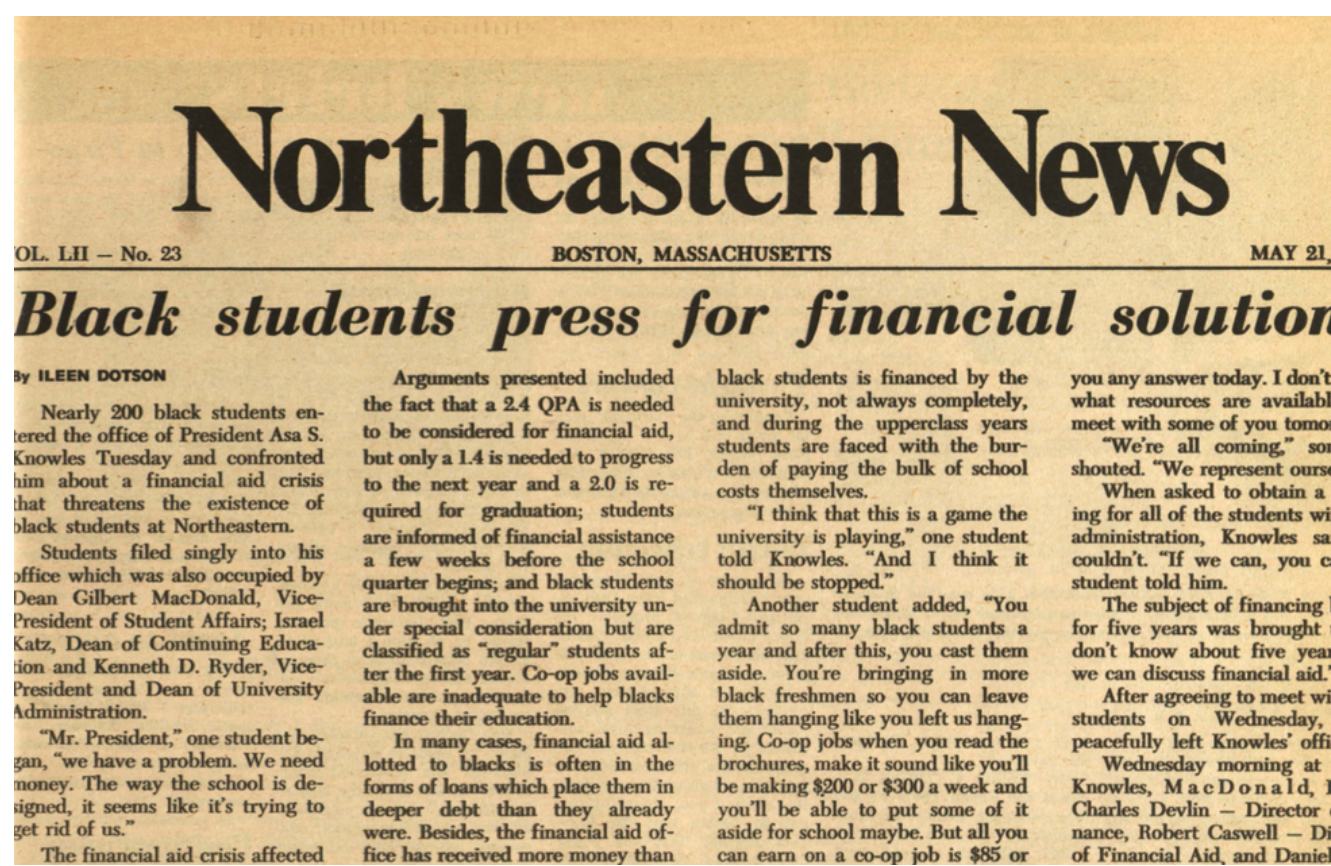 Northeastern News
OL. LII — No. 23
BOSTON, MASSACHUSETTS
MAY 21,
Black students press for financial solution
By ILEEN DOTSON
Nearly 200 black students en-
tered the office of President Asa S.
Knowles Tuesday and confronted
him about a financial aid crisis
that threatens the existence of
black students at Northeastern.
Students filed singly into his
office which was also occupied by
Dean Gilbert MacDonald, Vice-
President of Student Affairs; Israel
Katz, Dean of Continuing Educa-
tion and Kenneth D. Ryder, Vice-
President and Dean of University
Administration.
"Mr. President," one student be-
gan, "we have a problem. We need
money. The way the school is de-
signed, it seems like it's trying to
get rid of us."
The financial aid crisis affected
Arguments presented included
the fact that a 2.4 QPA is needed
to be considered for financial aid,
but only a 1.4 is needed to progress
to the next year and a 2.0 is re-
quired for graduation; students
are informed of financial assistance
a few weeks before the school
quarter begins; and black students
are brought into the university un-
der special consideration but are
classified as "regular" students af-
ter the first year. Co-op jobs avail-
able are inadequate to help blacks
finance their education.
In many cases, financial aid al-
lotted to blacks is often in the
forms of loans which place them in
deeper debt than they already
were. Besides, the financial aid of-
fice has received more money than
black students is financed by the
university, not always completely,
and during the upperclass years
students are faced with the bur-
den of paying the bulk of school
costs themselves.
"I think that this is a game the
university is playing," one student
told Knowles. "And I think it
should be stopped."
Another student added, "You
admit so many black students a
year and after this, you cast them
aside. You're bringing in more
black freshmen so you can leave
them hanging like you left us hang-
ing. Co-op jobs when you read the
brochures, make it sound like you'll
be making $200 or $300 a week and
you'll be able to put some of it
aside for school maybe. But all you
can earn on a co-op job is $85 or
you any answer today. I don't
what resources are availabl
meet with some of you tomor
"We're all coming," so
shouted. "We represent ourse
When asked to obtain a
ing for all of the students wi
administration, Knowles sa
couldn't. "If we can, you c
student told him.
The subject of financing
for five years was brought
don't know about five year
we can discuss financial aid."
After agreeing to meet wi
students on Wednesday,
peacefully left Knowles' offi
Wednesday morning at
Knowles, MacDonald,
Charles Devlin — Director
nance, Robert Caswell — Di
of Financial Aid, and Daniel